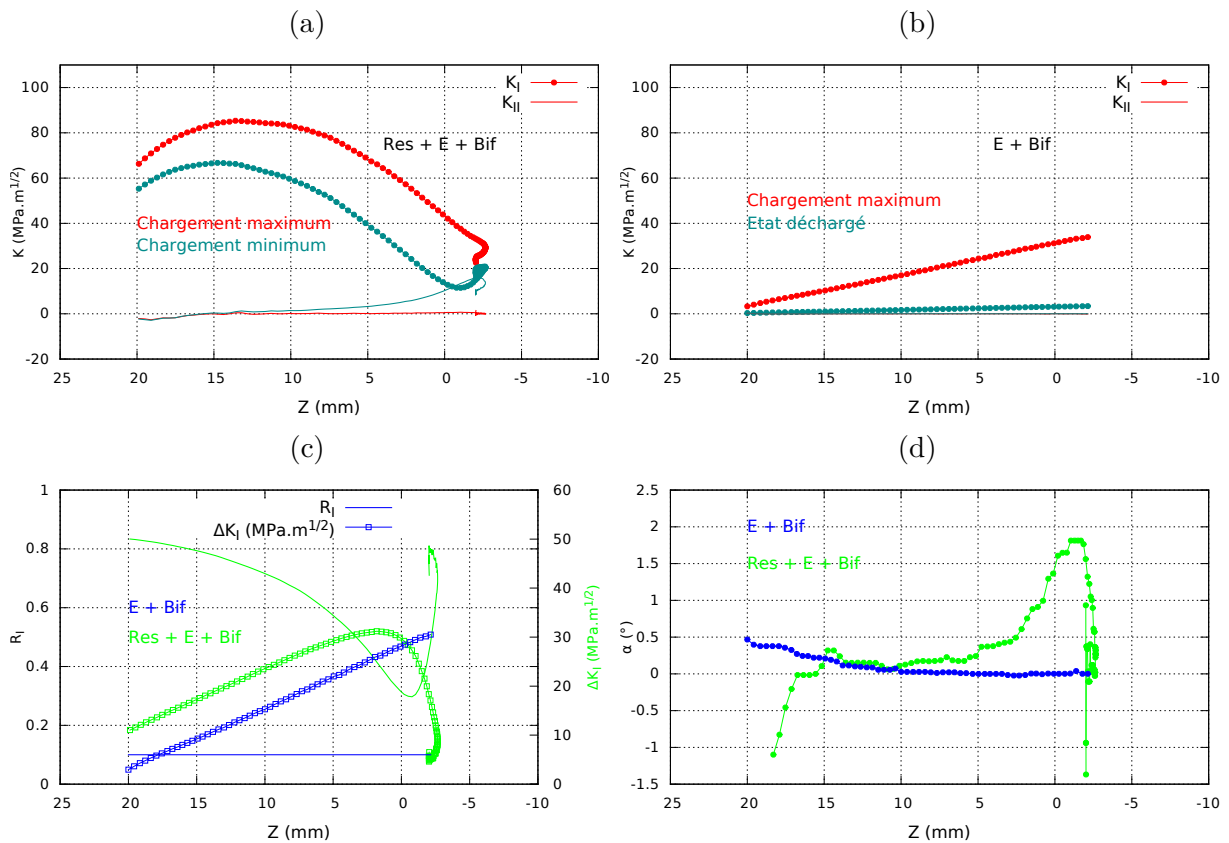 (a)
100
80
60
40
20
0
-20
25 20 15 10 5 0 -5 -10
K (MPa.m1/2)
Z (mm)
KI
KII
Res + E + Bif
Chargement maximum
Chargement minimum
(b)
100
80
60
40
20
0
-20
25 20 15 10 5 0 -5 -10
K (MPa.m1/2)
Z (mm)
KI
KII
E + Bif
Chargement maximum
Etat déchargé
(c)
1
0.8
0.6
0.4
0.2
0
60
50
40
30
20
10
0
25 20 15 10 5 0 -5 -10
RI
ΔKI (MPa.m1/2)
Z (mm)
RI
ΔKI (MPa.m1/2)
E + Bif
Res + E + Bif
(d)
2
1.5
1
0.5
0
-0.5
-1
-1.5
25 20 15 10 5 0 -5 -10
α (°)
Z (mm)
E + Bif
Res + E + Bif